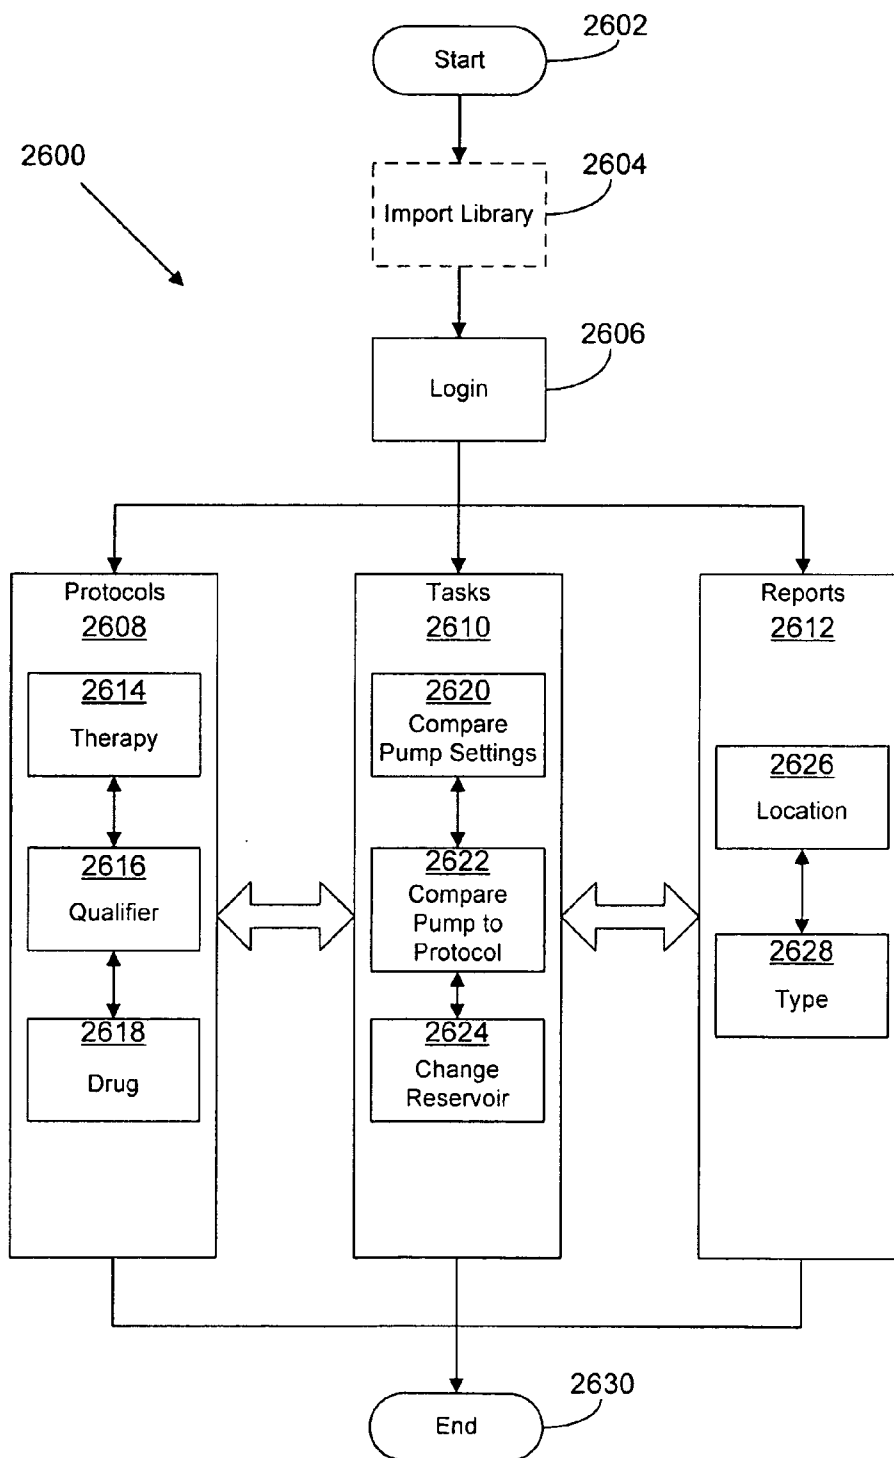 2602
Start
2600
2604
Import Library
2606
Login
Protocols
2608
2614
Therapy
2616
Qualifier
2618
Drug
Tasks
2610
2620
Compare
Pump Settings
2622
Compare
Pump to
Protocol
2624
Change
Reservoir
Reports
2612
2626
Location
2628
Type
2630
End